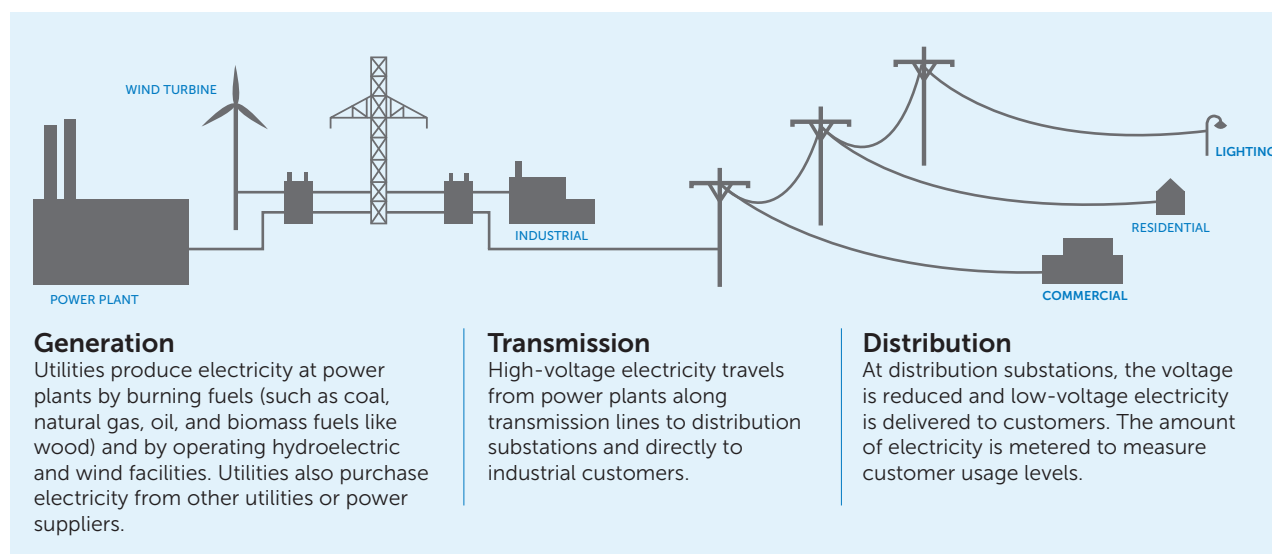 WIND TURBINE
LIGHTING
RESIDENTIAL
INDUSTRIAL
POWER PLANT
COMMERCIAL
Generation
Utilities produce electricity at power
plants by burning fuels (such as coal,
natural gas, oil, and biomass fuels like
wood) and by operating hydroelectric
and wind facilities. Utilities also purchase
electricity from other utilities or power
suppliers.
Transmission
High-voltage electricity travels
from power plants along
transmission lines to distribution
substations and directly to
industrial customers.
Distribution
At distribution substations, the voltage
is reduced and low-voltage electricity
is delivered to customers. The amount
of electricity is metered to measure
customer usage levels.